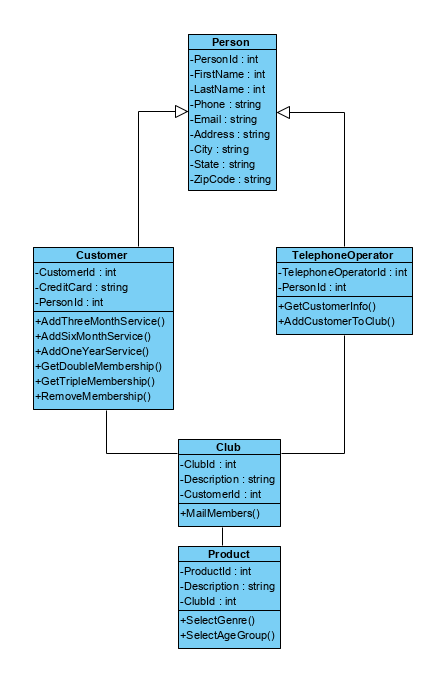 Person
-PersonId : int
-FirstName : int
-LastName : int
-Phone : string
-Email : string
-Address : string
-City : string
-State : string
-ZipCode : string
Customer
-CustomerId : int
-CreditCard : string
-PersonId : int
+AddThreeMonthService()
+AddSixMonthService()
+AddOneYearService()
+GetDoubleMembership()
+GetTripleMembership()
+RemoveMembership()
TelephoneOperator
-TelephoneOperatorId : int
-PersonId : int
+GetCustomerInfo()
+AddCustomerToClub()
Club
-ClubId : int
-Description : string
-CustomerId : int
+MailMembers()
Product
-ProductId : int
-Description : string
-ClubId : int
+SelectGenre()
+SelectAgeGroup()